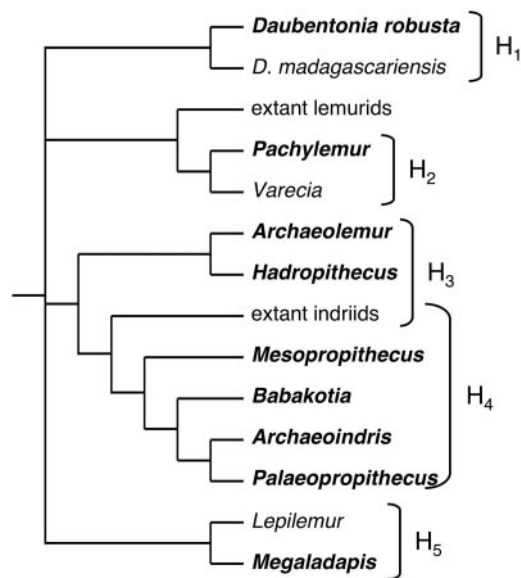 Daubentonia robusta
D. madagascariensis
H1
extant lemurids
Pachylemur
Varecia
H2
Archaeolemur
Hadropithecus
H3
extant indriids
Mesopropithecus
Babakotia
H4
Archaeoindris
Palaeopropithecus
Lepilemur
Megaladapis
H5